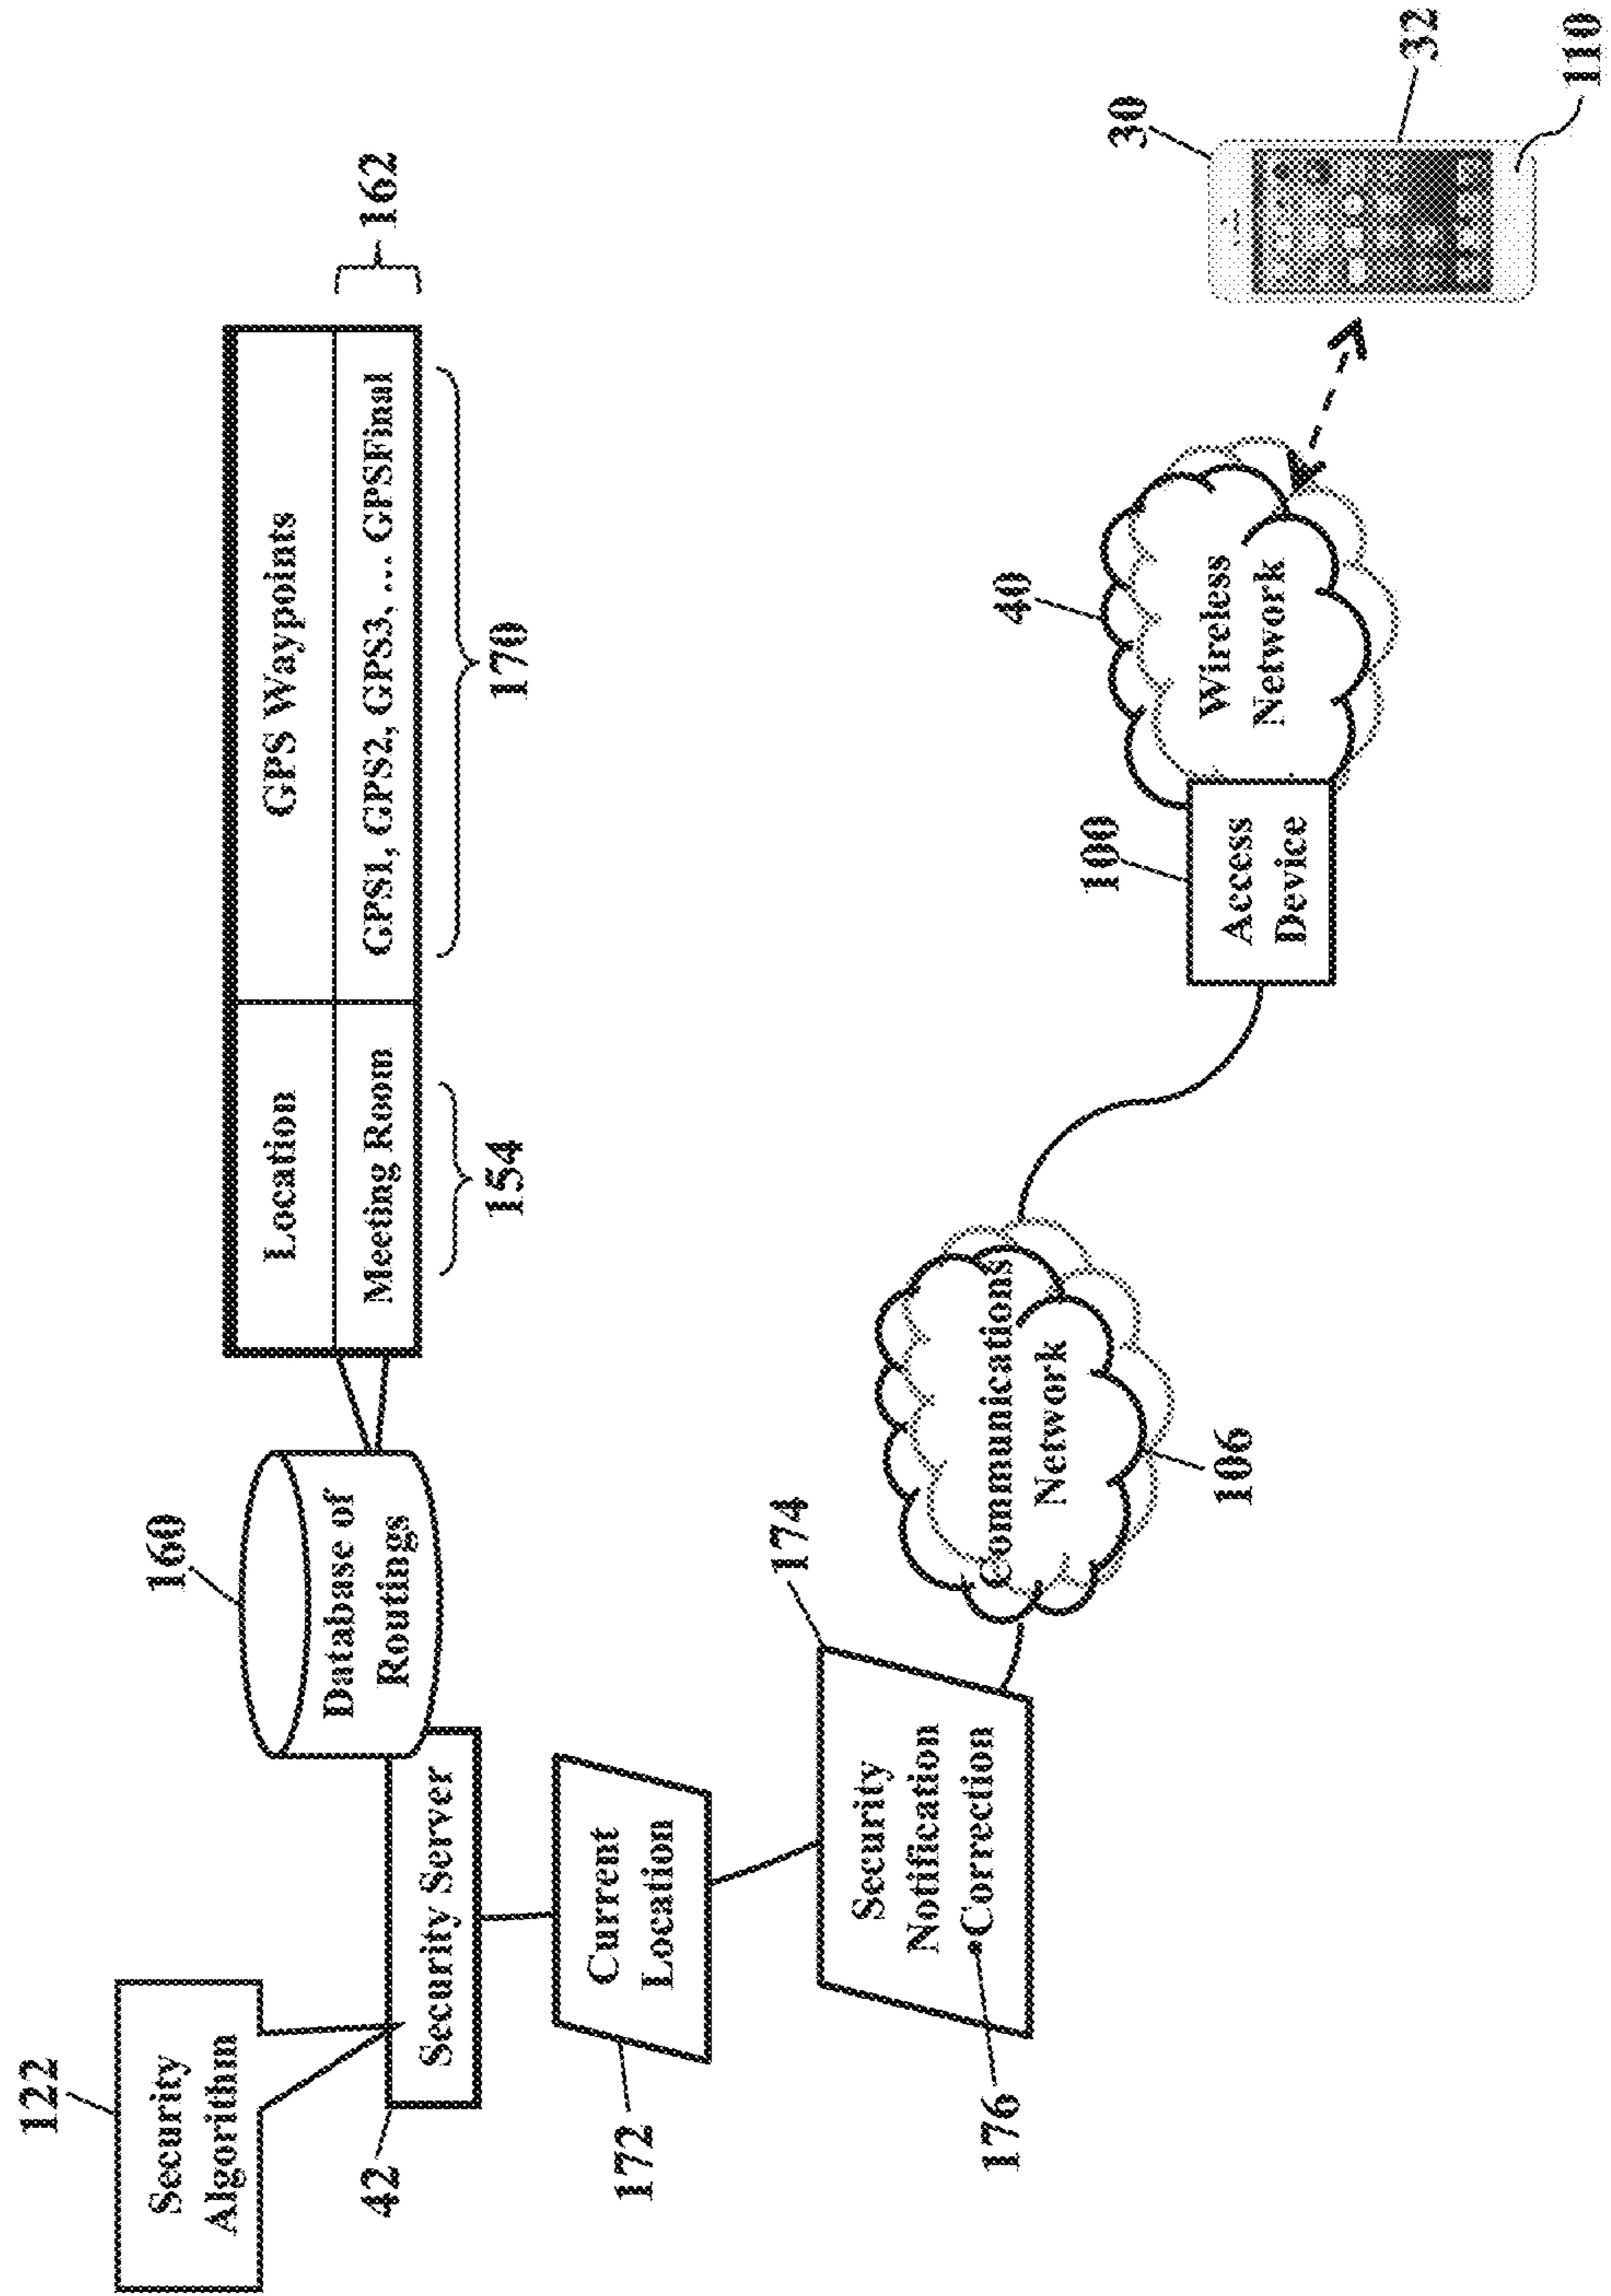 122
Security
Algorithm
160
Database of
Routings
Location
GPS Waypoints
162
Meeting Room
GPS1, GPS2, GPS3, ... GPSFinal
154
170
42
Security Server
172
Current
Location
174
Security
Notification
•Correction
176
Communications
Network
106
100
Access
Device
40
Wireless
Network
30
32
110